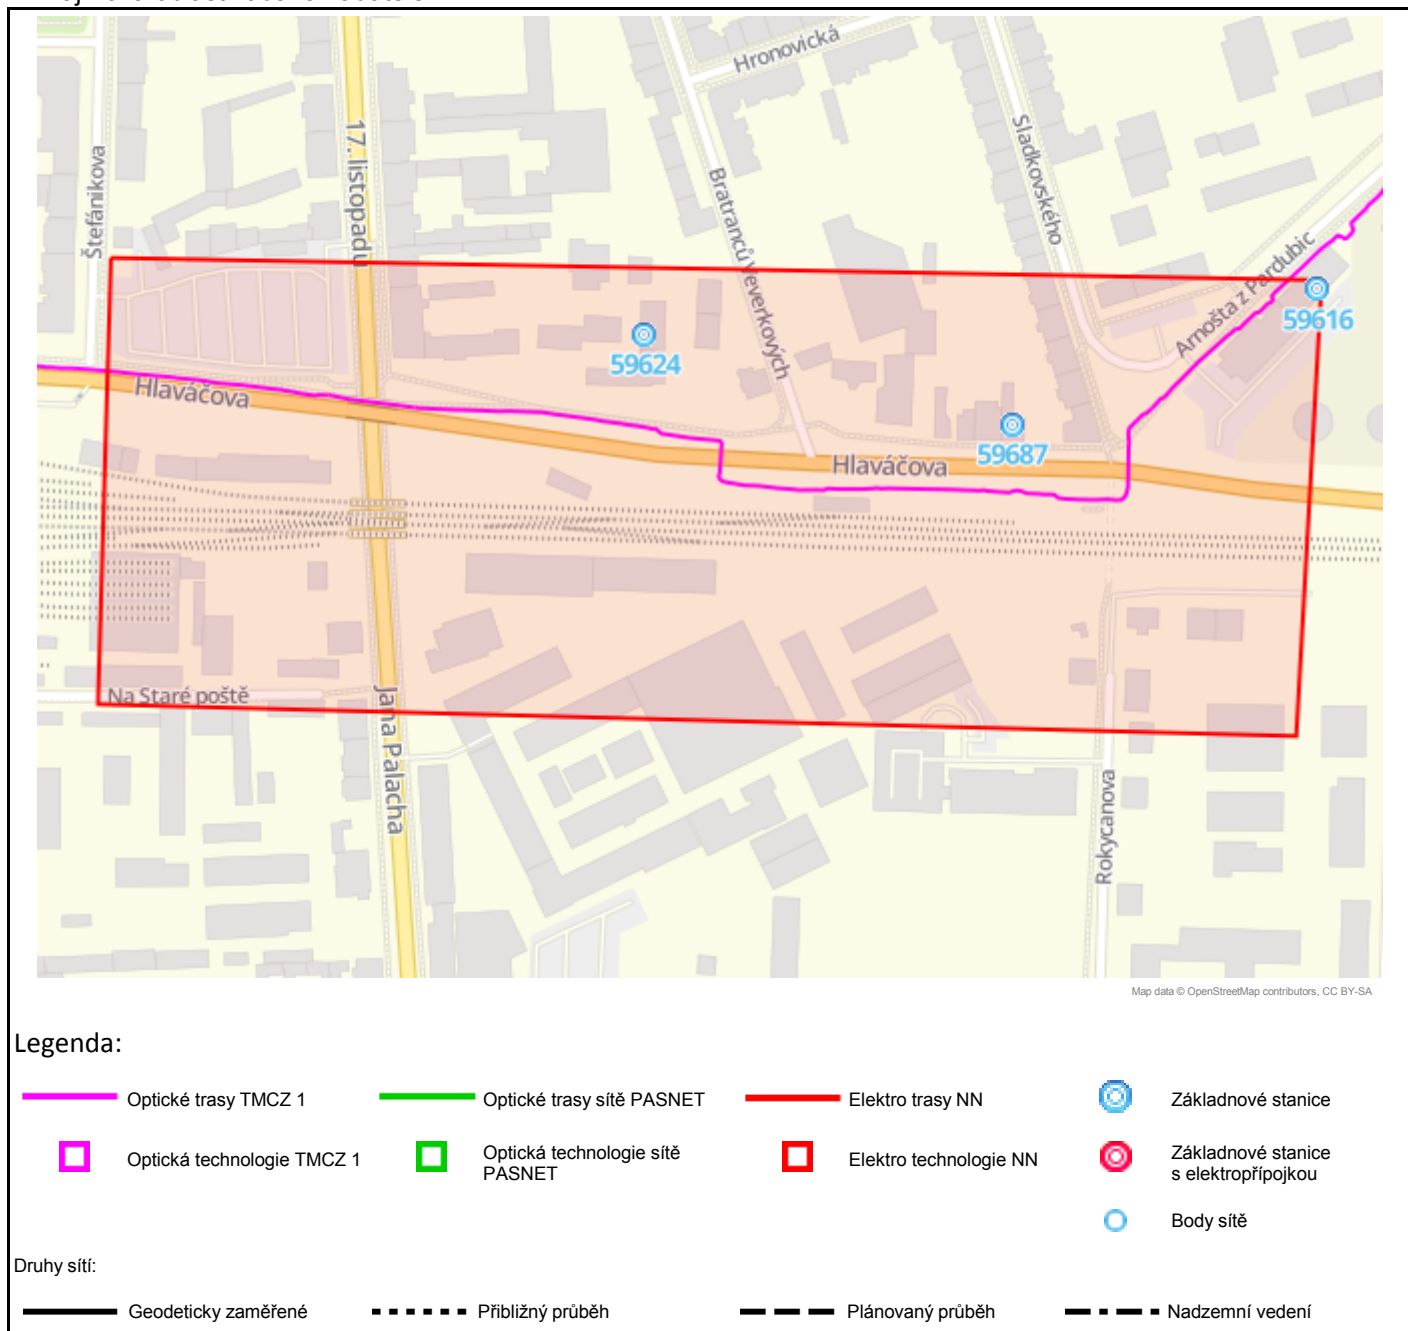 Hronovická
Štefánikova
17. listopadu
Bratranců Veverkových
Sladkovského
Arnošta z Pardubic
59616
59624
59687
Hlaváčova
Hlaváčova
Na Staré poště
Jana Palacha
Rokycanova
Map data © OpenStreetMap contributors, CC BY-SA
Legenda:
Optické trasy TMCZ 1
Optické trasy sítě PASNET
Elektro trasy NN
Základnové stanice
Optická technologie TMCZ 1
Optická technologie sítě
PASNET
Elektro technologie NN
Základnové stanice
s elektropřípojkou
Body sítě
Druhy sítí:
Geodeticky zaměřené
Přibližný průběh
Plánovaný průběh
Nadzemní vedení